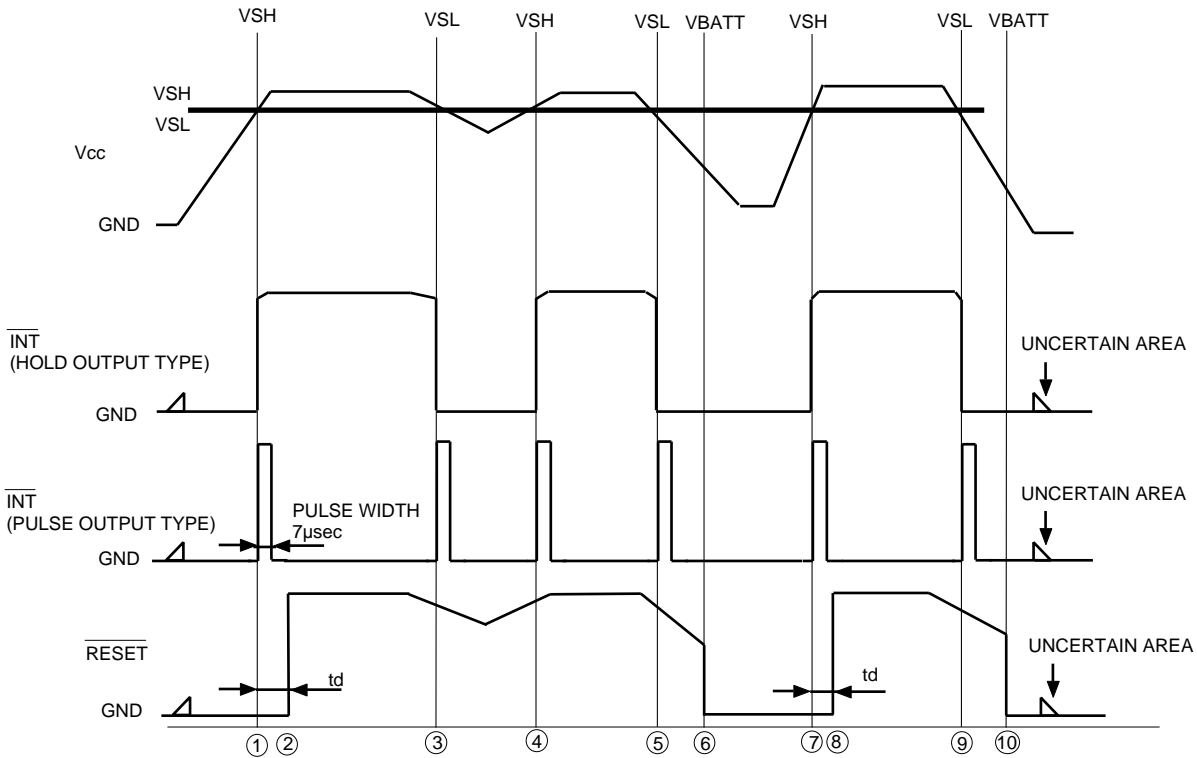 VSH VSL VSH VSL VBATT VSH VSL VBATT
VSH
VSL
Vcc
GND
INT
(HOLD OUTPUT TYPE)
UNCERTAIN AREA
GND
INT
(PULSE OUTPUT TYPE)
PULSE WIDTH
7µsec
UNCERTAIN AREA
GND
RESET
td
td
UNCERTAIN AREA
GND
① ② ③ ④ ⑤ ⑥ ⑦ ⑧ ⑨ ⑩